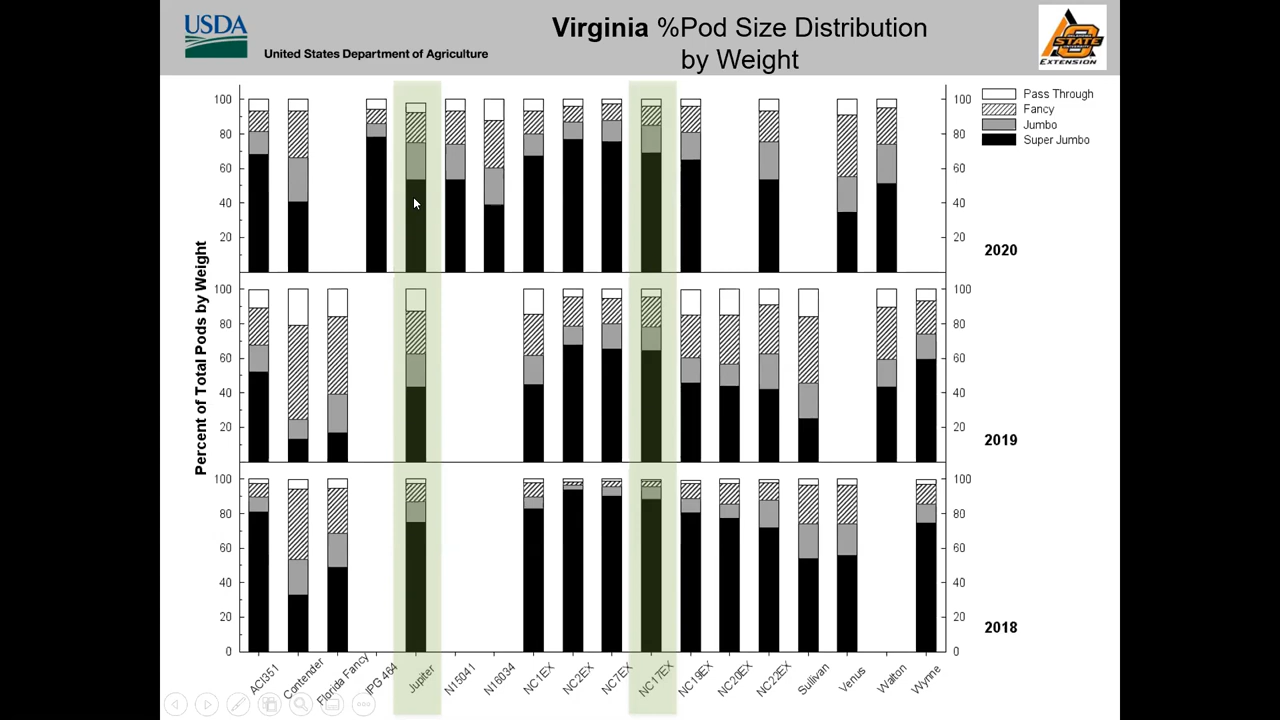 USDA
United States Department of Agriculture
Virginia %Pod Size Distribution
by Weight
OKLAHOMA
STATE
UNIVERSITY
EXTENSION
Pass Through
Fancy
Jumbo
Super Jumbo
Percent of Total Pods by Weight
100 100
80 80
60 60
40 40
20 20
2020
100 100
80 80
60 60
40 40
20 20
2019
100 100
80 80
60 60
40 40
20 20
0 0
2018
ACI351 Contender Florida Fancy IPG 464 Jupiter N15041 N16034 NC1EX NC2EX NC7EX NC17EX NC19EX NC20EX NC22EX Sullivan Venus Walton Wynne